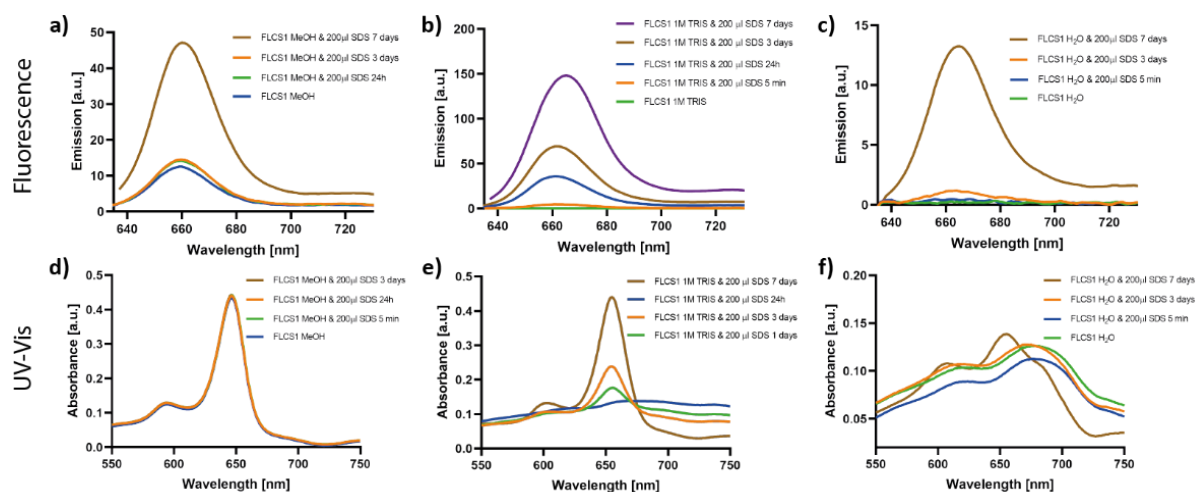 Fluorescence
a)
Emission [a.u.]
50
40
30
20
10
0
640
660
680
700
720
Wavelength [nm]
FLCS1 MeOH & 200µl SDS 7 days
FLCS1 MeOH & 200µl SDS 3 days
FLCS1 MeOH & 200µl SDS 24h
FLCS1 MeOH
b)
Emission [a.u.]
200
150
100
50
0
640
660
680
700
720
Wavelength [nm]
FLCS1 1M TRIS & 200 µl SDS 7 days
FLCS1 1M TRIS & 200 µl SDS 3 days
FLCS1 1M TRIS & 200 µl SDS 24h
FLCS1 1M TRIS & 200 µl SDS 5 min
FLCS1 1M TRIS
c)
Emission [a.u.]
15
10
5
0
640
660
680
700
720
Wavelength [nm]
FLCS1 H₂O & 200µl SDS 7 days
FLCS1 H₂O & 200µl SDS 3 days
FLCS1 H₂O & 200µl SDS 5 min
FLCS1 H₂O
UV-Vis
d)
Absorbance [a.u.]
0.5
0.4
0.3
0.2
0.1
0.0
550
600
650
700
750
Wavelength [nm]
FLCS1 MeOH & 200µl SDS 3 days
FLCS1 MeOH & 200µl SDS 24h
FLCS1 MeOH & 200µl SDS 5 min
FLCS1 MeOH
e)
Absorbance [a.u.]
0.5
0.4
0.3
0.2
0.1
0.0
550
600
650
700
750
Wavelength [nm]
FLCS1 1M TRIS & 200 µl SDS 7 days
FLCS1 1M TRIS & 200 µl SDS 24h
FLCS1 1M TRIS & 200 µl SDS 3 days
FLCS1 1M TRIS & 200 µl SDS 1 days
f)
Absorbance [a.u.]
0.20
0.15
0.10
0.05
550
600
650
700
750
Wavelength [nm]
FLCS1 H₂O & 200µl SDS 7 days
FLCS1 H₂O & 200µl SDS 3 days
FLCS1 H₂O & 200µl SDS 5 min
FLCS1 H₂O